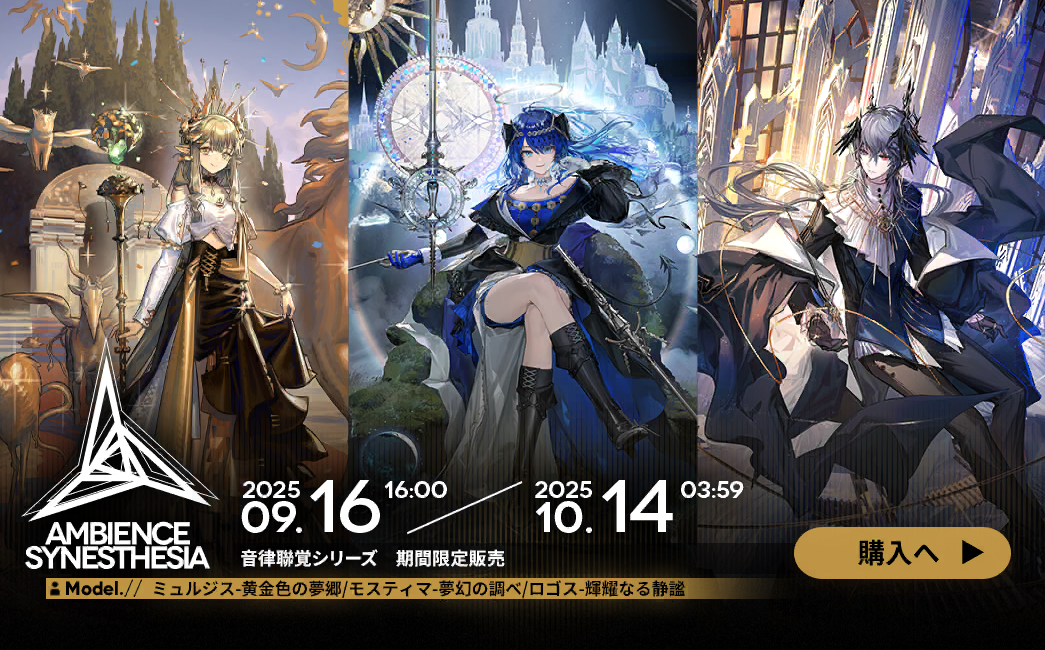 2025 09. 16 16:00 / 2025 10. 14 03:59
AMBIENCE
SYNESTHESIA
音律聯覚シリーズ 期間限定販売
購入へ ▶
Model.// ミュルジス-黄金色の夢郷/モスティマ-夢幻の調べ/ロゴス-輝耀なる静謐